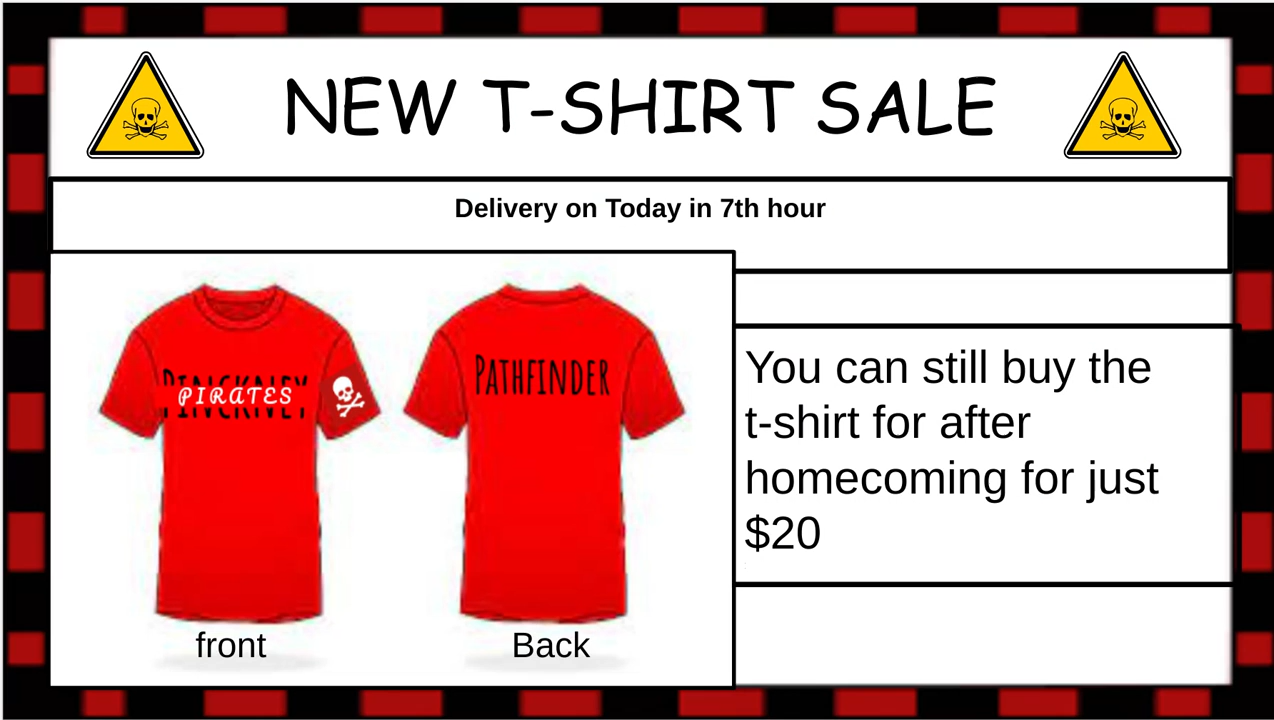 NEW T-SHIRT SALE
Delivery on Today in 7th hour
PINCKNEY
PIRATES
PATHFINDER
You can still buy the
t-shirt for after
homecoming for just
$20
front
Back